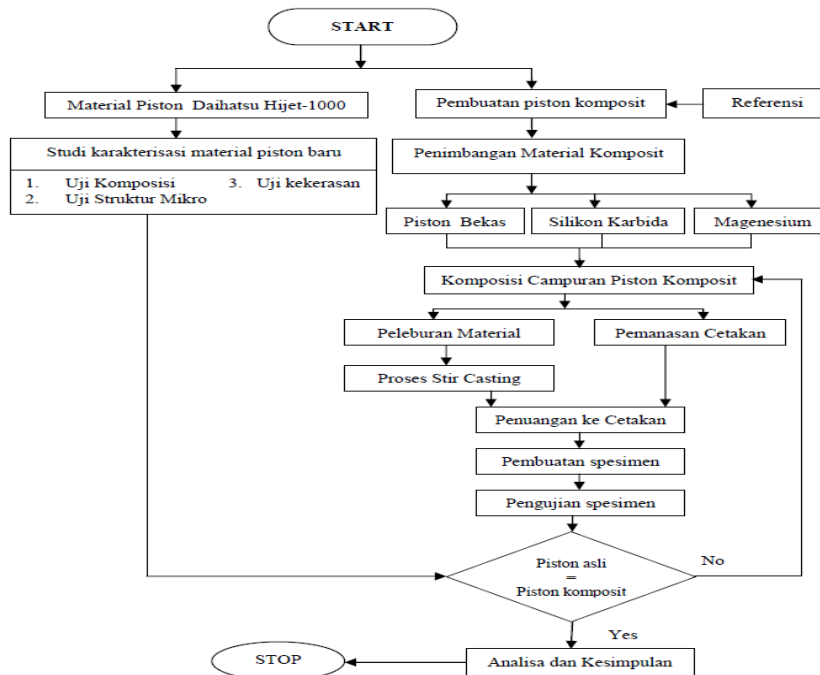 START
Material Piston Daihatsu Hijet-1000
Pembuatan piston komposit
Referensi
Studi karakterisasi material piston baru
1. Uji Komposisi 3. Uji kekerasan
2. Uji Struktur Mikro
Penimbangan Material Komposit
Piston Bekas
Silikon Karbida
Magenesium
Komposisi Campuran Piston Komposit
Peleburan Material
Pemanasan Cetakan
Proses Stir Casting
Penuangan ke Cetakan
Pembuatan spesimen
Pengujian spesimen
Piston asli
=
Piston komposit
No
Yes
Analisa dan Kesimpulan
STOP